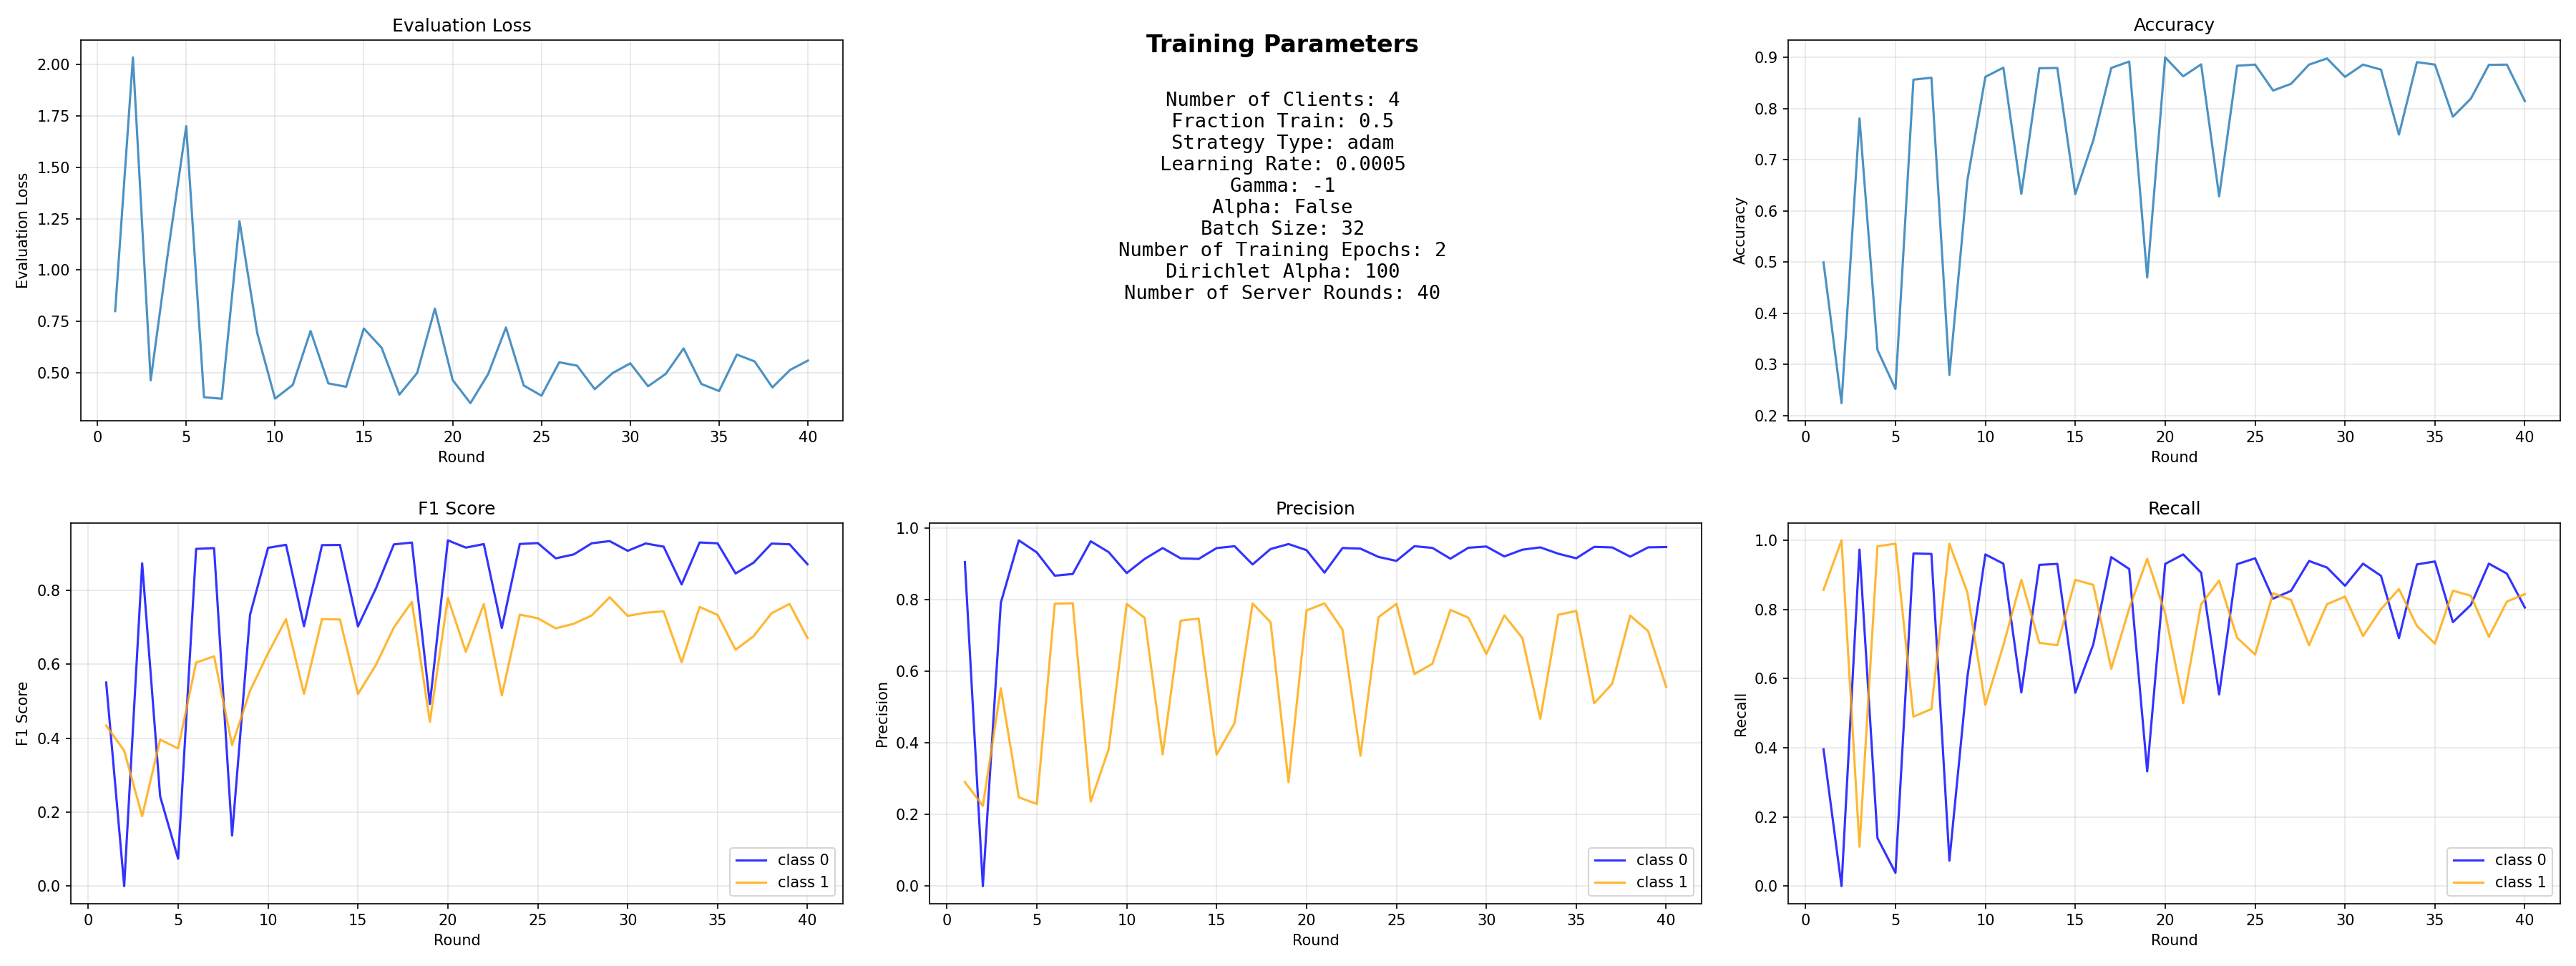 Evaluation Loss
Evaluation Loss
2.00
1.75
1.50
1.25
1.00
0.75
0.50
0 5 10 15 20 25 30 35 40
Round
Training Parameters
Number of Clients: 4
Fraction Train: 0.5
Strategy Type: adam
Learning Rate: 0.0005
Gamma: -1
Alpha: False
Batch Size: 32
Number of Training Epochs: 2
Dirichlet Alpha: 100
Number of Server Rounds: 40
Accuracy
Accuracy
0.9
0.8
0.7
0.6
0.5
0.4
0.3
0.2
0 5 10 15 20 25 30 35 40
Round
F1 Score
F1 Score
0.8
0.6
0.4
0.2
0.0
class 0
class 1
0 5 10 15 20 25 30 35 40
Round
Precision
Precision
1.0
0.8
0.6
0.4
0.2
0.0
class 0
class 1
0 5 10 15 20 25 30 35 40
Round
Recall
Recall
1.0
0.8
0.6
0.4
0.2
0.0
class 0
class 1
0 5 10 15 20 25 30 35 40
Round